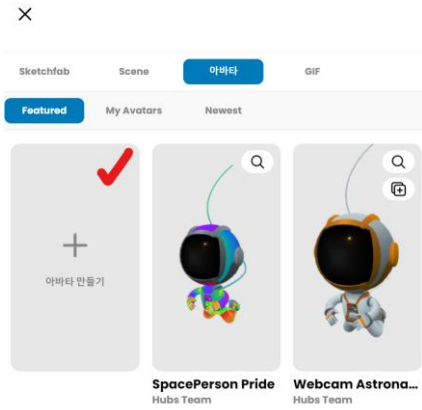 Sketchfab Scene 아바타 GIF
Featured My Avatars Newest
아바타 만들기
SpacePerson Pride Webcam Astrona...
Hubs Team Hubs Team